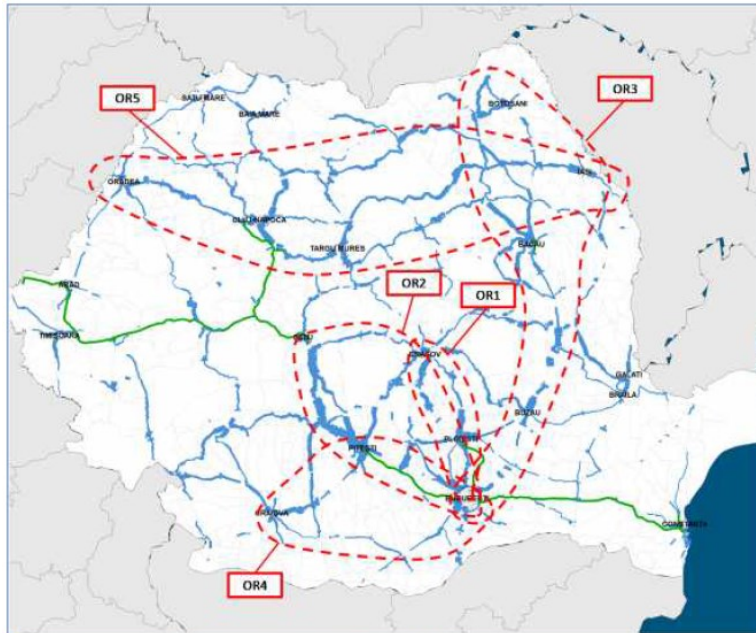 SATU MARE
OR5
BAIA MARE
BOTOSANI
OR3
ORADEA
IASI
CLUJ-NAPOCA
TARGU MURES
BACAU
OR2
OR1
ARAD
TIMISOARA
SIBIU
BRASOV
GALATI
BRAILA
BUZAU
PLOIESTI
PITESTI
BUCURESTI
CRAIOVA
CONSTANTA
OR4